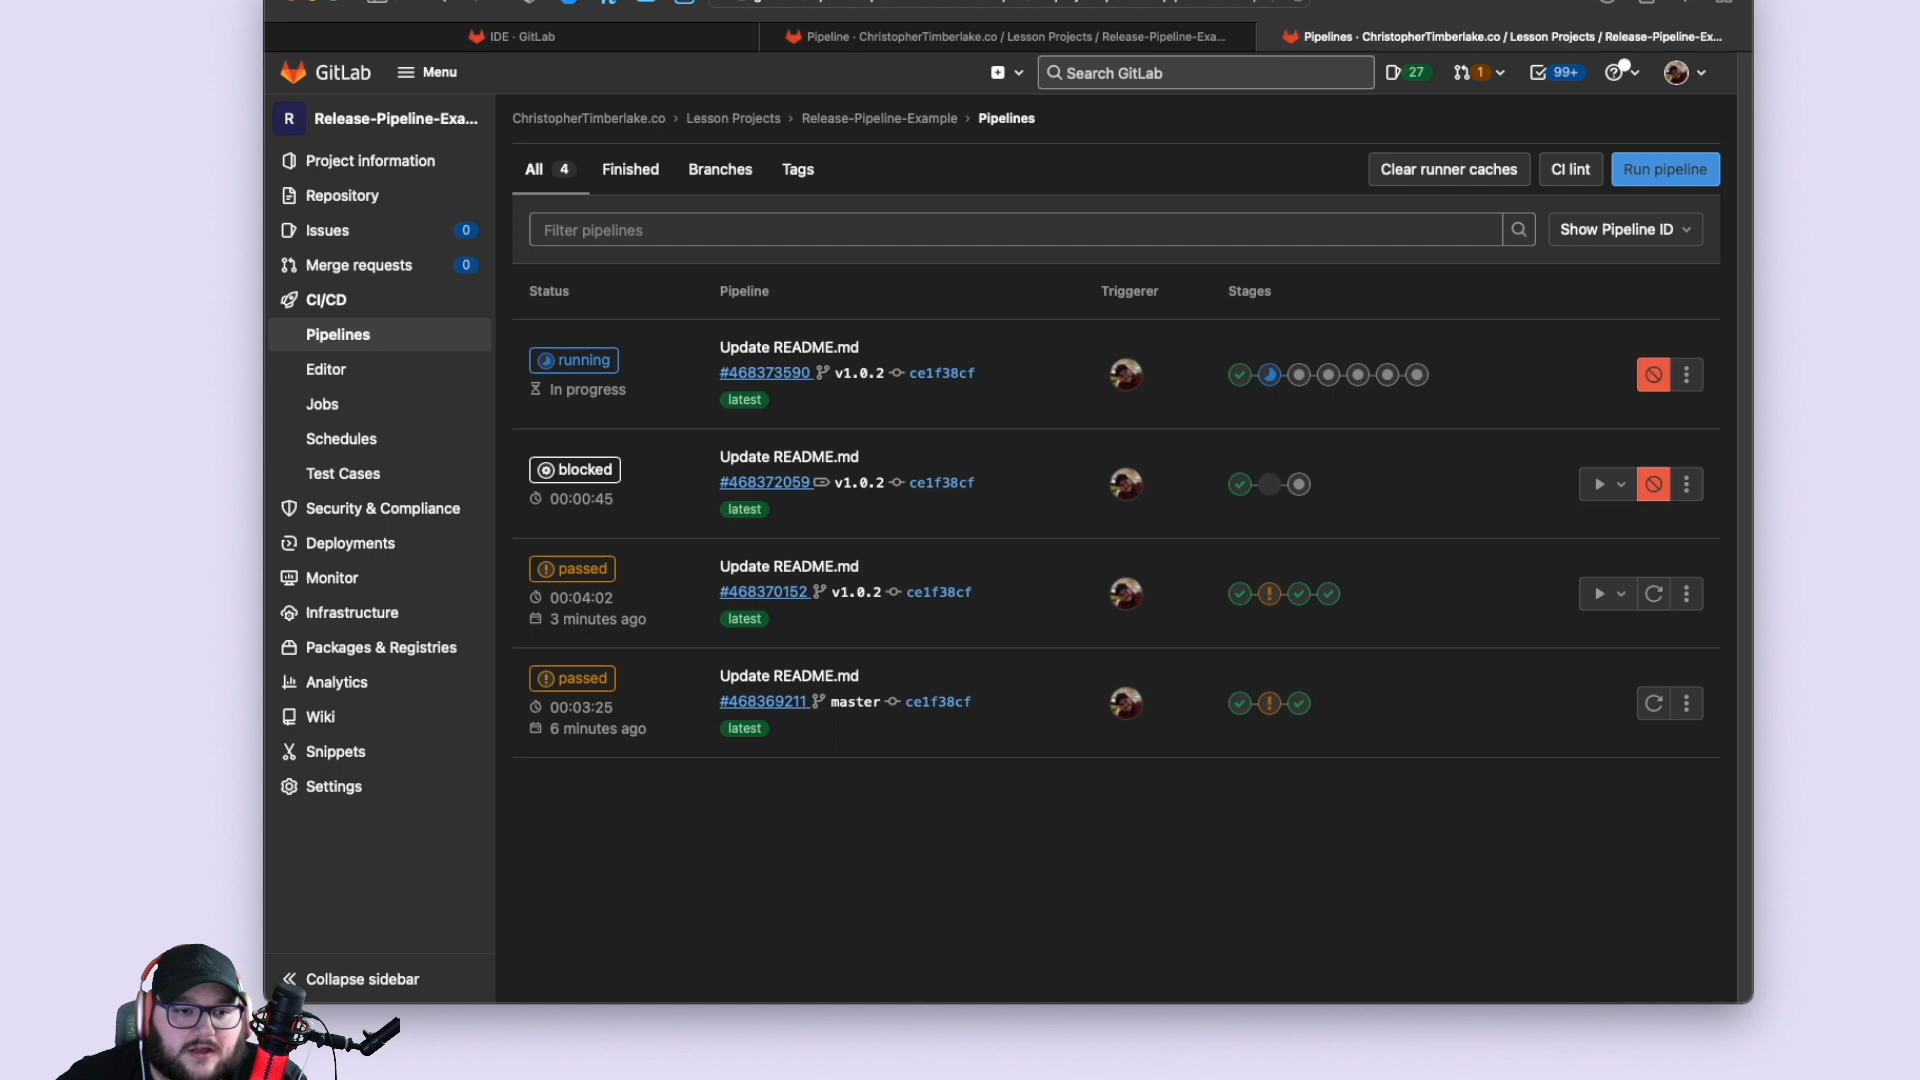 IDE · GitLab
Pipeline · ChristopherTimberlake.co / Lesson Projects / Release-Pipeline-Exa...
Pipelines · ChristopherTimberlake.co / Lesson Projects / Release-Pipeline-Ex...
GitLab
Menu
Search GitLab
27
1
99+
R
Release-Pipeline-Exa...
Project information
Repository
Issues 0
Merge requests 0
CI/CD
Pipelines
Editor
Jobs
Schedules
Test Cases
Security & Compliance
Deployments
Monitor
Infrastructure
Packages & Registries
Analytics
Wiki
Snippets
Settings
Collapse sidebar
ChristopherTimberlake.co › Lesson Projects › Release-Pipeline-Example › Pipelines
All 4
Finished
Branches
Tags
Clear runner caches
CI lint
Run pipeline
Filter pipelines
Show Pipeline ID
Status
Pipeline
Triggerer
Stages
running
In progress
Update README.md
#468373590 v1.0.2 ce1f38cf
latest
blocked
00:00:45
Update README.md
#468372059 v1.0.2 ce1f38cf
latest
passed
00:04:02
3 minutes ago
Update README.md
#468370152 v1.0.2 ce1f38cf
latest
passed
00:03:25
6 minutes ago
Update README.md
#468369211 master ce1f38cf
latest